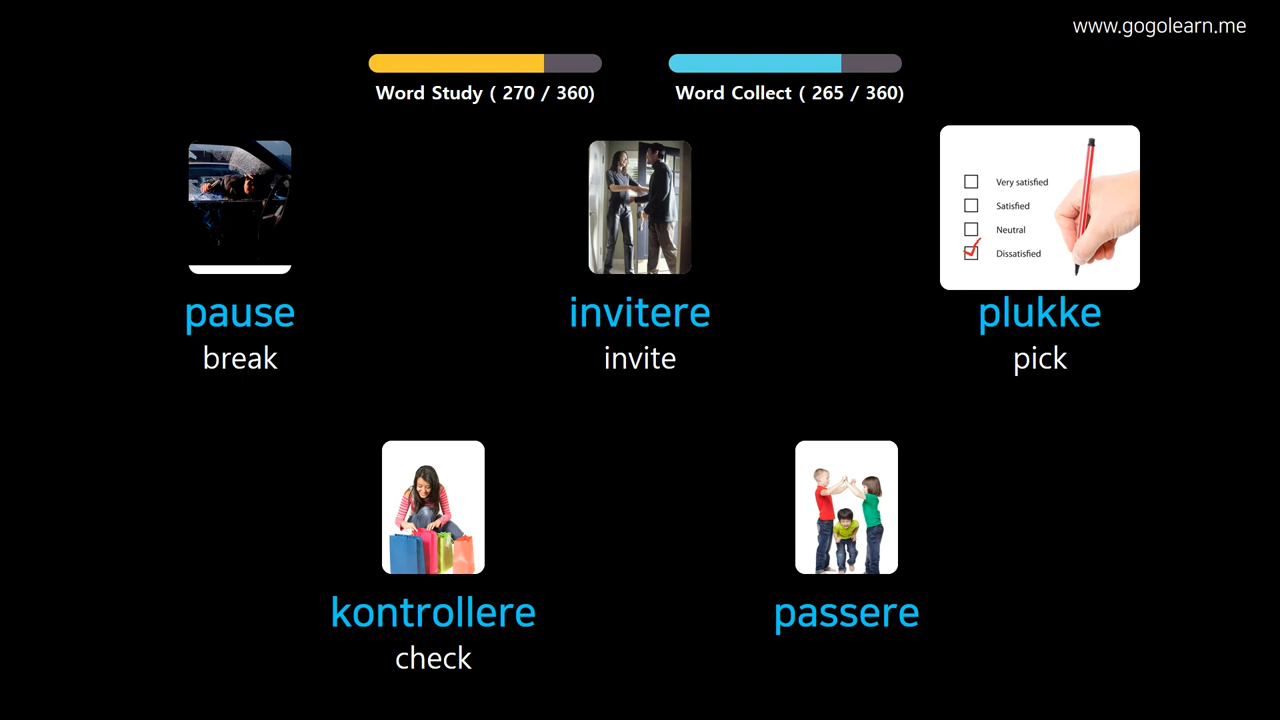 www.gogolearn.me
Word Study ( 270 / 360)
Word Collect ( 265 / 360)
Very satisfied
Satisfied
Neutral
Dissatisfied
pause
invitere
plukke
break
invite
pick
kontrollere
passere
check